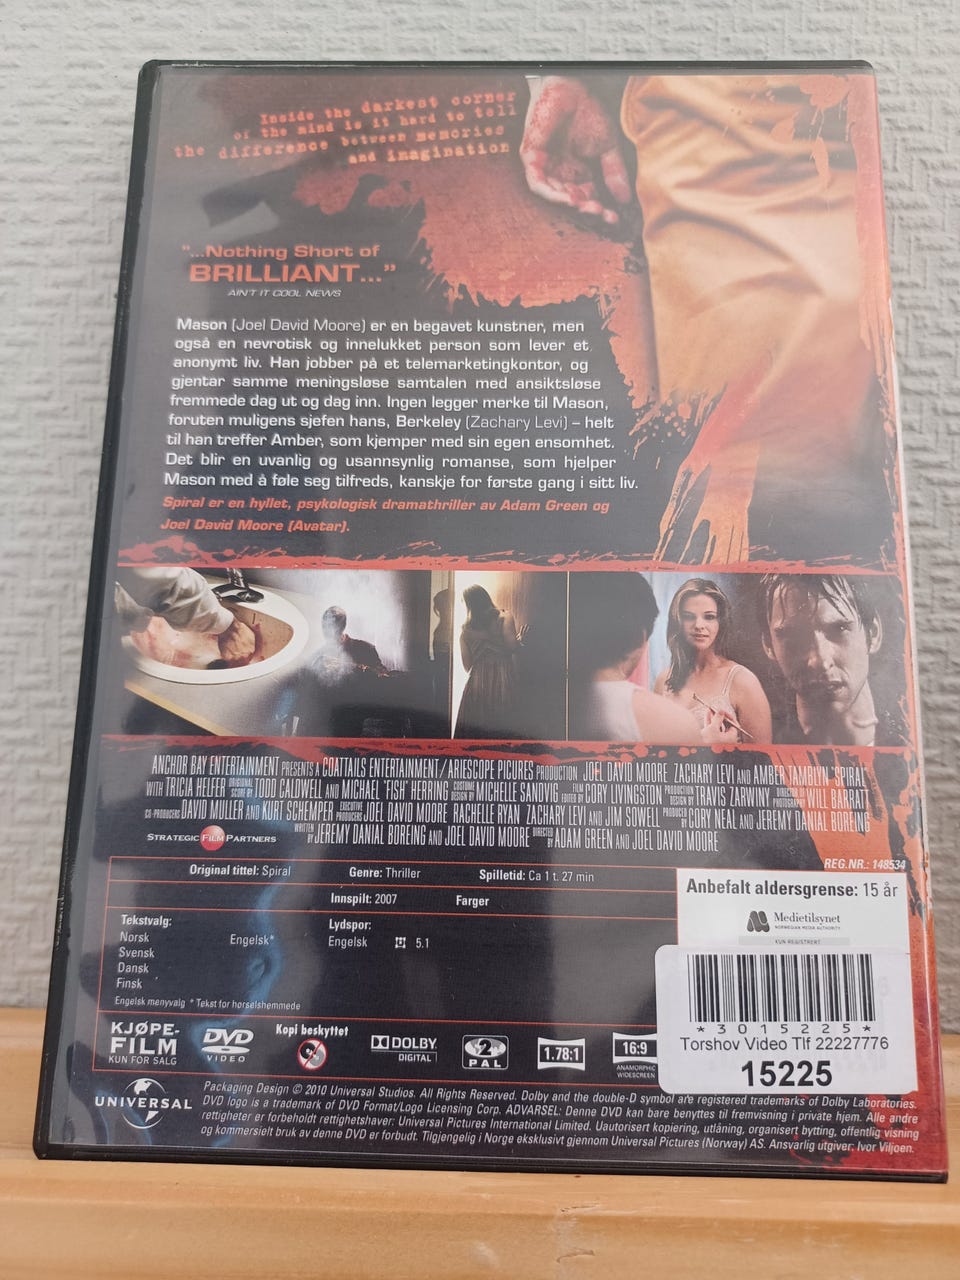 Inside the darkest corner
of the mind is it hard to tell
the difference between memories
and imagination
"...Nothing Short of
BRILLIANT..."
AIN'T IT COOL NEWS
Mason (Joel David Moore) er en begavet kunstner, men
også en nevrotisk og innelukket person som lever et
anonymt liv. Han jobber på et telemarketingkontor, og
gjentar samme meningsløse samtalen med ansiktsløse
fremmede dag ut og dag inn. Ingen legger merke til Mason,
foruten muligens sjefen hans, Berkeley (Zachary Levi) – helt
til han treffer Amber, som kjemper med sin egen ensomhet.
Det blir en uvanlig og usannsynlig romanse, som hjelper
Mason med å føle seg tilfreds, kanskje for første gang i sitt liv.
Spiral er en hyllet, psykologisk dramathriller av Adam Green og
Joel David Moore (Avatar).
ANCHOR BAY ENTERTAINMENT PRESENTS A COATTAILS ENTERTAINMENT/ARIESCOPE PICURES PRODUCTION JOEL DAVID MOORE ZACHARY LEVI AND AMBER TAMBLYN "SPIRAL"
WITH TRICIA HELFER ORIGINAL SCORE BY TODD CALDWELL AND MICHAEL "FISH" HERRING COSTUME DESIGN BY MICHELLE SANDVIG FILM EDITED BY CORY LIVINGSTON PRODUCTION DESIGN BY TRAVIS ZARWINY DIRECTOR OF PHOTOGRAPHY WILL BARRATT
CO-PRODUCERS DAVID MULLER AND KURT SCHEMPER EXECUTIVE PRODUCERS JOEL DAVID MOORE RACHELLE RYAN ZACHARY LEVI AND JIM SOWELL PRODUCED BY CORY NEAL AND JEREMY DANIAL BOREING
STRATEGIC FILM PARTNERS
WRITTEN BY JEREMY DANIAL BOREING AND JOEL DAVID MOORE DIRECTED BY ADAM GREEN AND JOEL DAVID MOORE
REG.NR.: 148534
Original tittel: Spiral Genre: Thriller Spilletid: Ca 1 t. 27 min
Innspilt: 2007 Farger
Anbefalt aldersgrense: 15 år
Medietilsynet
NORWEGIAN MEDIA AUTHORITY
KUN REGISTRERT
Tekstvalg: Lydspor:
Norsk Engelsk* Engelsk 5.1
Svensk
Dansk
Finsk
Engelsk menyvalg * Tekst for hørselshemmede
*3015225*
Torshov Video Tlf 22227776
15225
KJØPE-
FILM
KUN FOR SALG
DVD
VIDEO
Kopi beskyttet
DOLBY
DIGITAL
2
PAL
1.78:1
16:9
ANAMORPHIC
WIDESCREEN
UNIVERSAL
Packaging Design © 2010 Universal Studios. All Rights Reserved. Dolby and the double-D symbol are registered trademarks of Dolby Laboratories.
DVD logo is a trademark of DVD Format/Logo Licensing Corp. ADVARSEL: Denne DVD kan bare benyttes til fremvisning i private hjem. Alle andre
rettigheter er forbeholdt rettighetshaver: Universal Pictures International Limited. Uautorisert kopiering, utlåning, organisert bytting, offentlig visning
og kommersiell bruk av denne DVD er forbudt. Tilgjengelig i Norge eksklusivt gjennom Universal Pictures (Norway) AS. Ansvarlig utgiver: Ivor Viljoen.